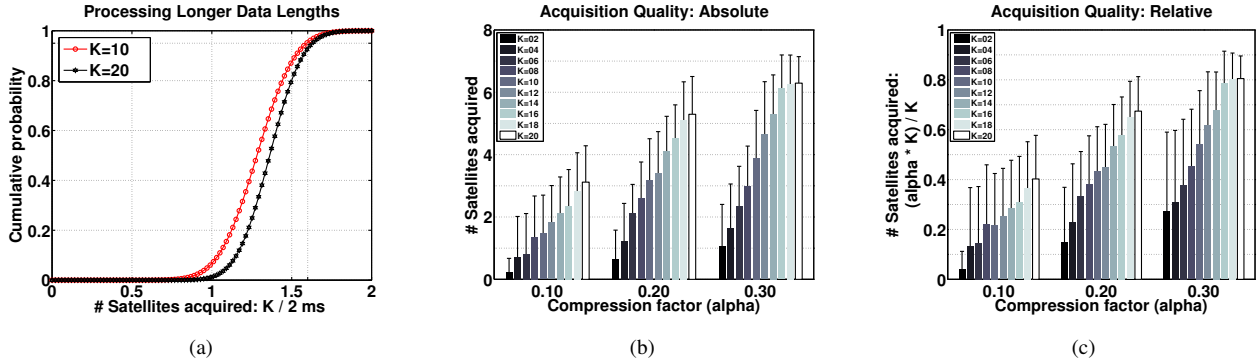 Processing Longer Data Lengths
Cumulative probability
1
0.8
0.6
0.4
0.2
0
K=10
K=20
0
0.5
1
1.5
2
# Satellites acquired: K / 2 ms
(a)
Acquisition Quality: Absolute
# Satellites acquired
8
6
4
2
0
K=02
K=04
K=06
K=08
K=10
K=12
K=14
K=16
K=18
K=20
0.10
0.20
0.30
Compression factor (alpha)
(b)
Acquisition Quality: Relative
# Satellites acquired:
(alpha * K) / K
1
0.8
0.6
0.4
0.2
0
K=02
K=04
K=06
K=08
K=10
K=12
K=14
K=16
K=18
K=20
0.10
0.20
0.30
Compression factor (alpha)
(c)